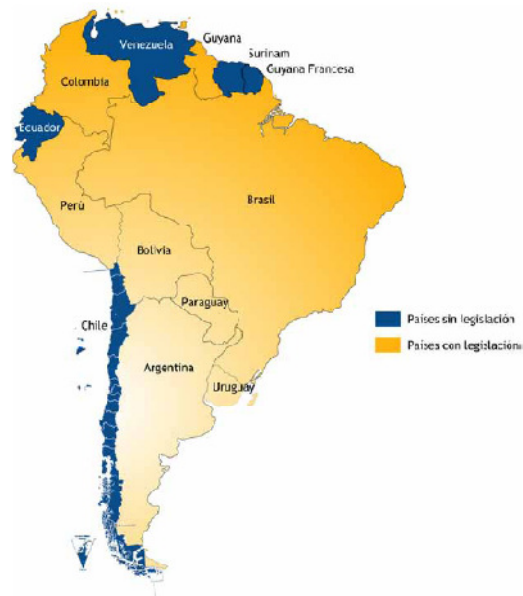 Venezuela
Guyana
Surinam
Guyana Francesa
Colombia
Ecuador
Perú
Brasil
Bolivia
Paraguay
Chile
Argentina
Uruguay
Países sin legislación
Países con legislación